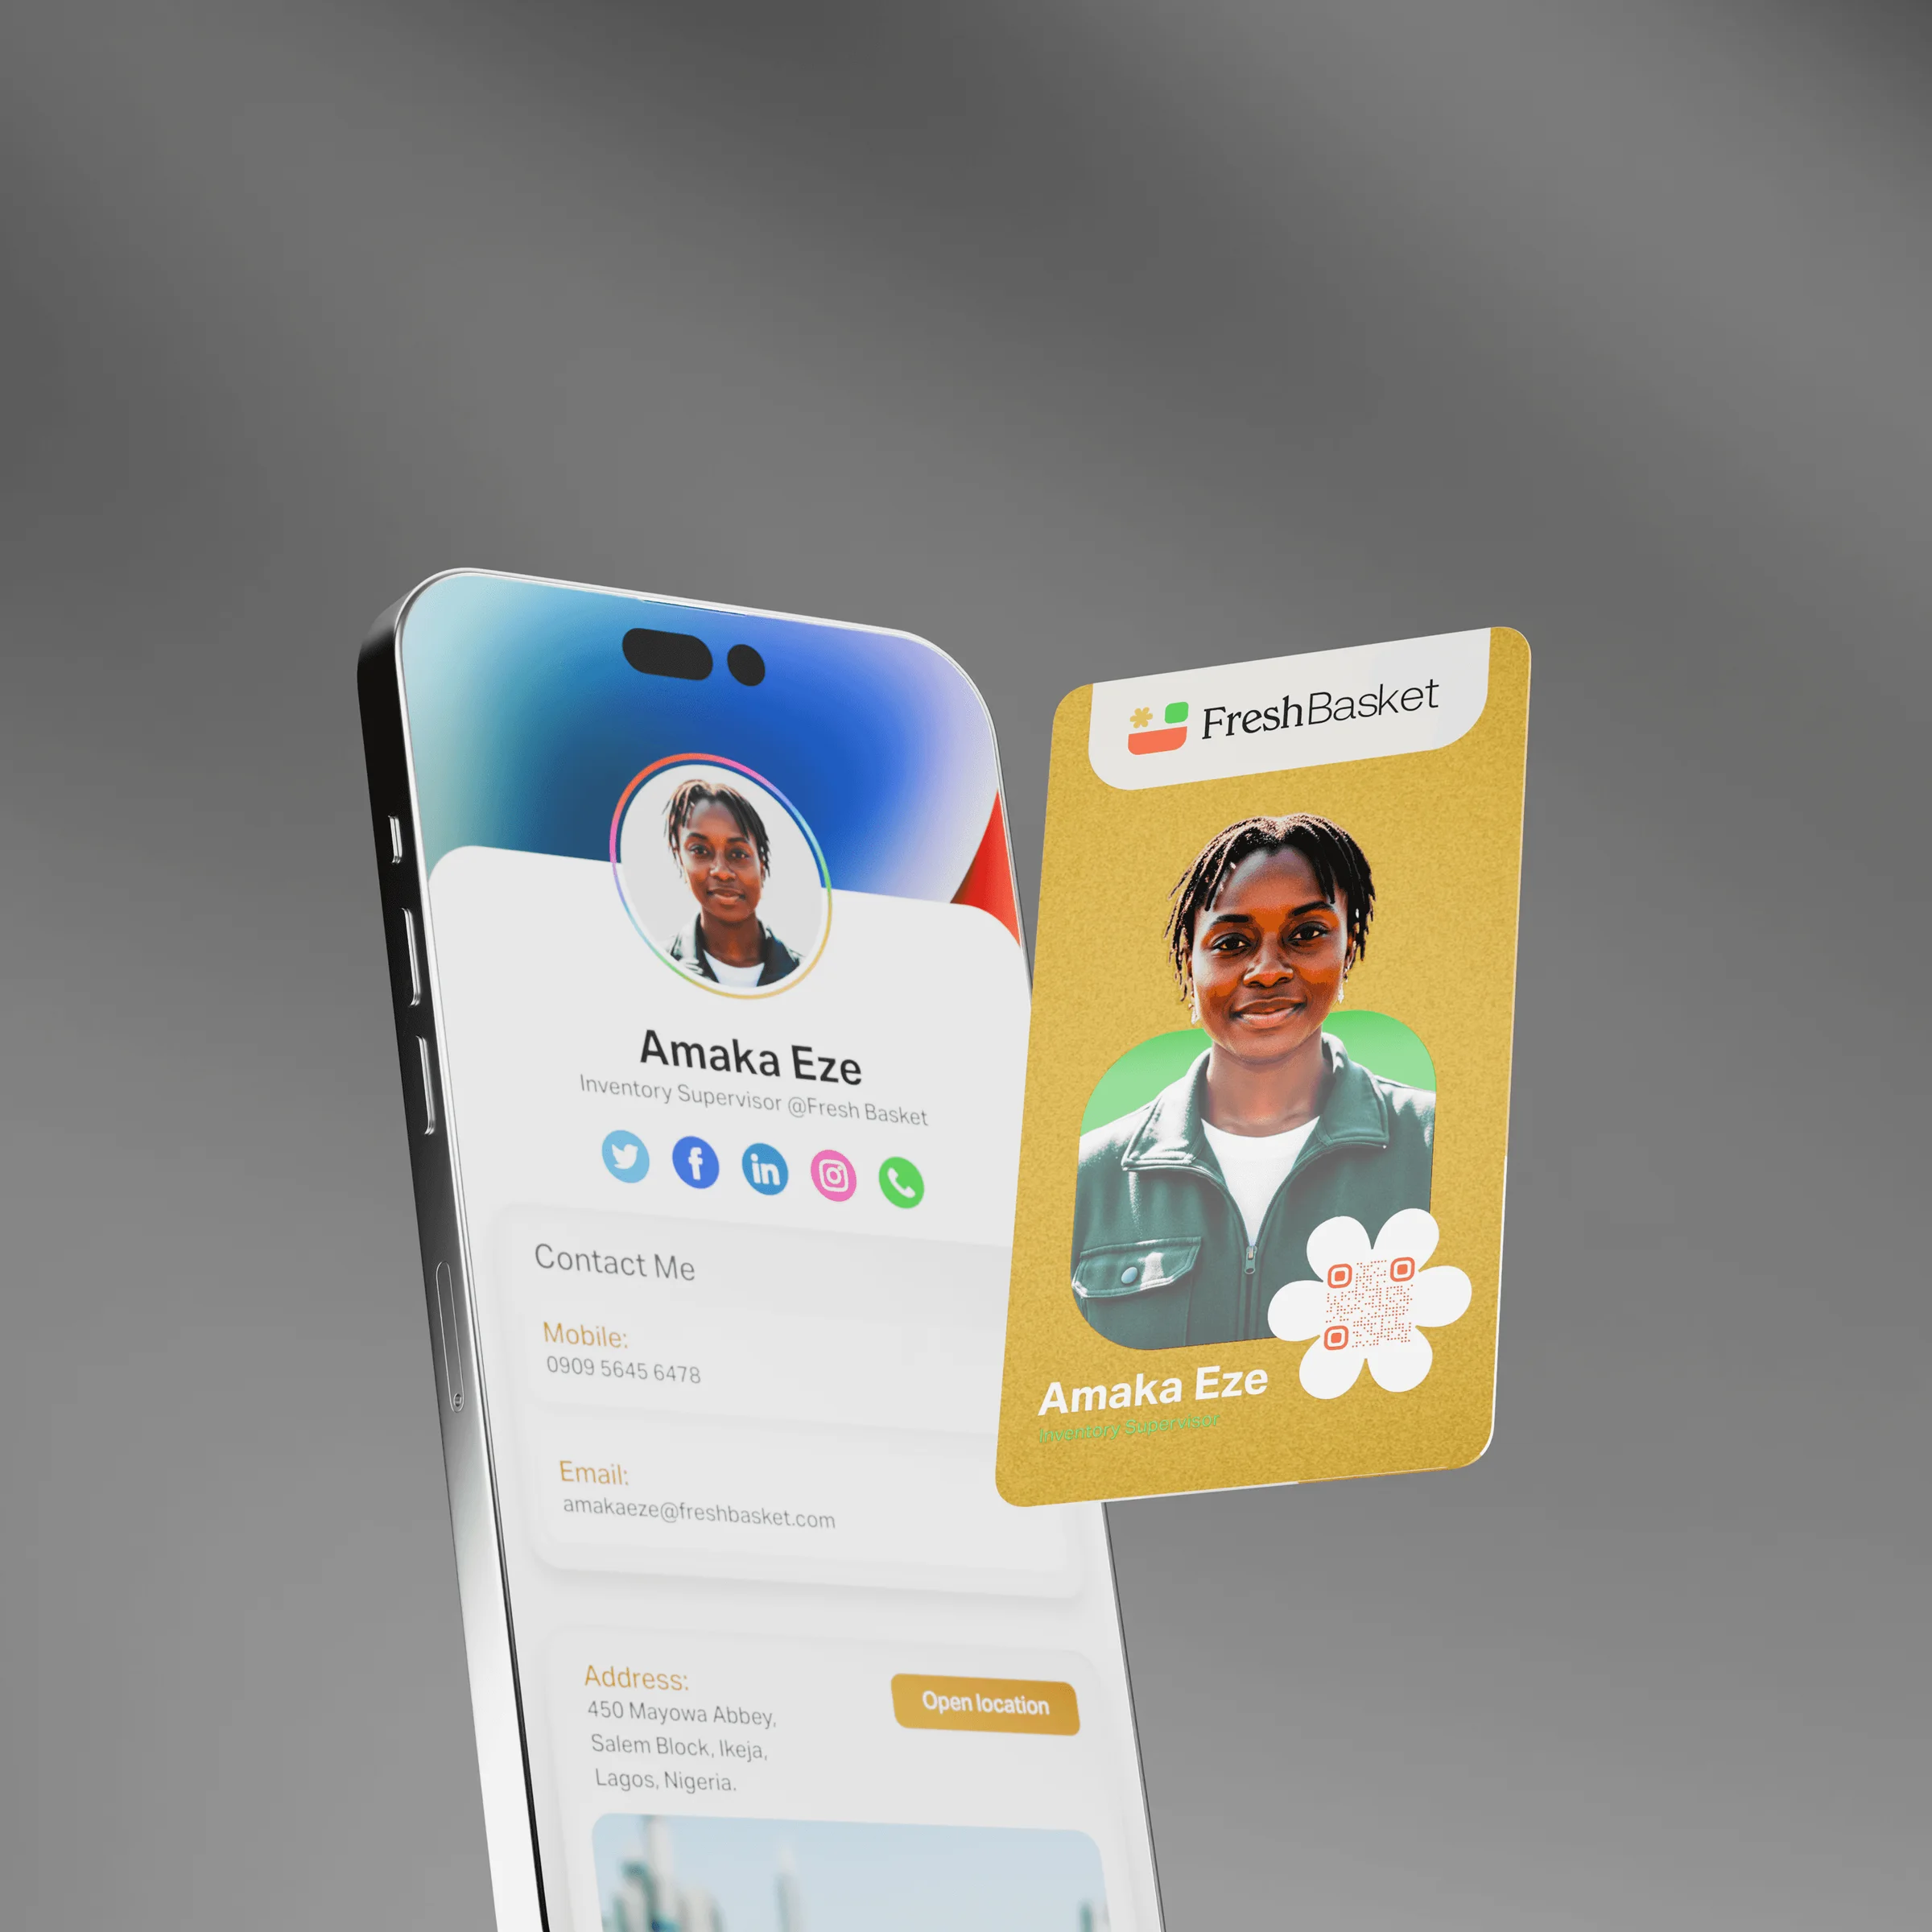 Amaka Eze
Inventory Supervisor @Fresh Basket
Contact Me
Mobile:
0909 5645 6478
Email:
amakaeze@freshbasket.com
Address:
Open location
450 Mayowa Abbey,
Salem Block, Ikeja,
Lagos, Nigeria.
FreshBasket
Amaka Eze
Inventory Supervisor